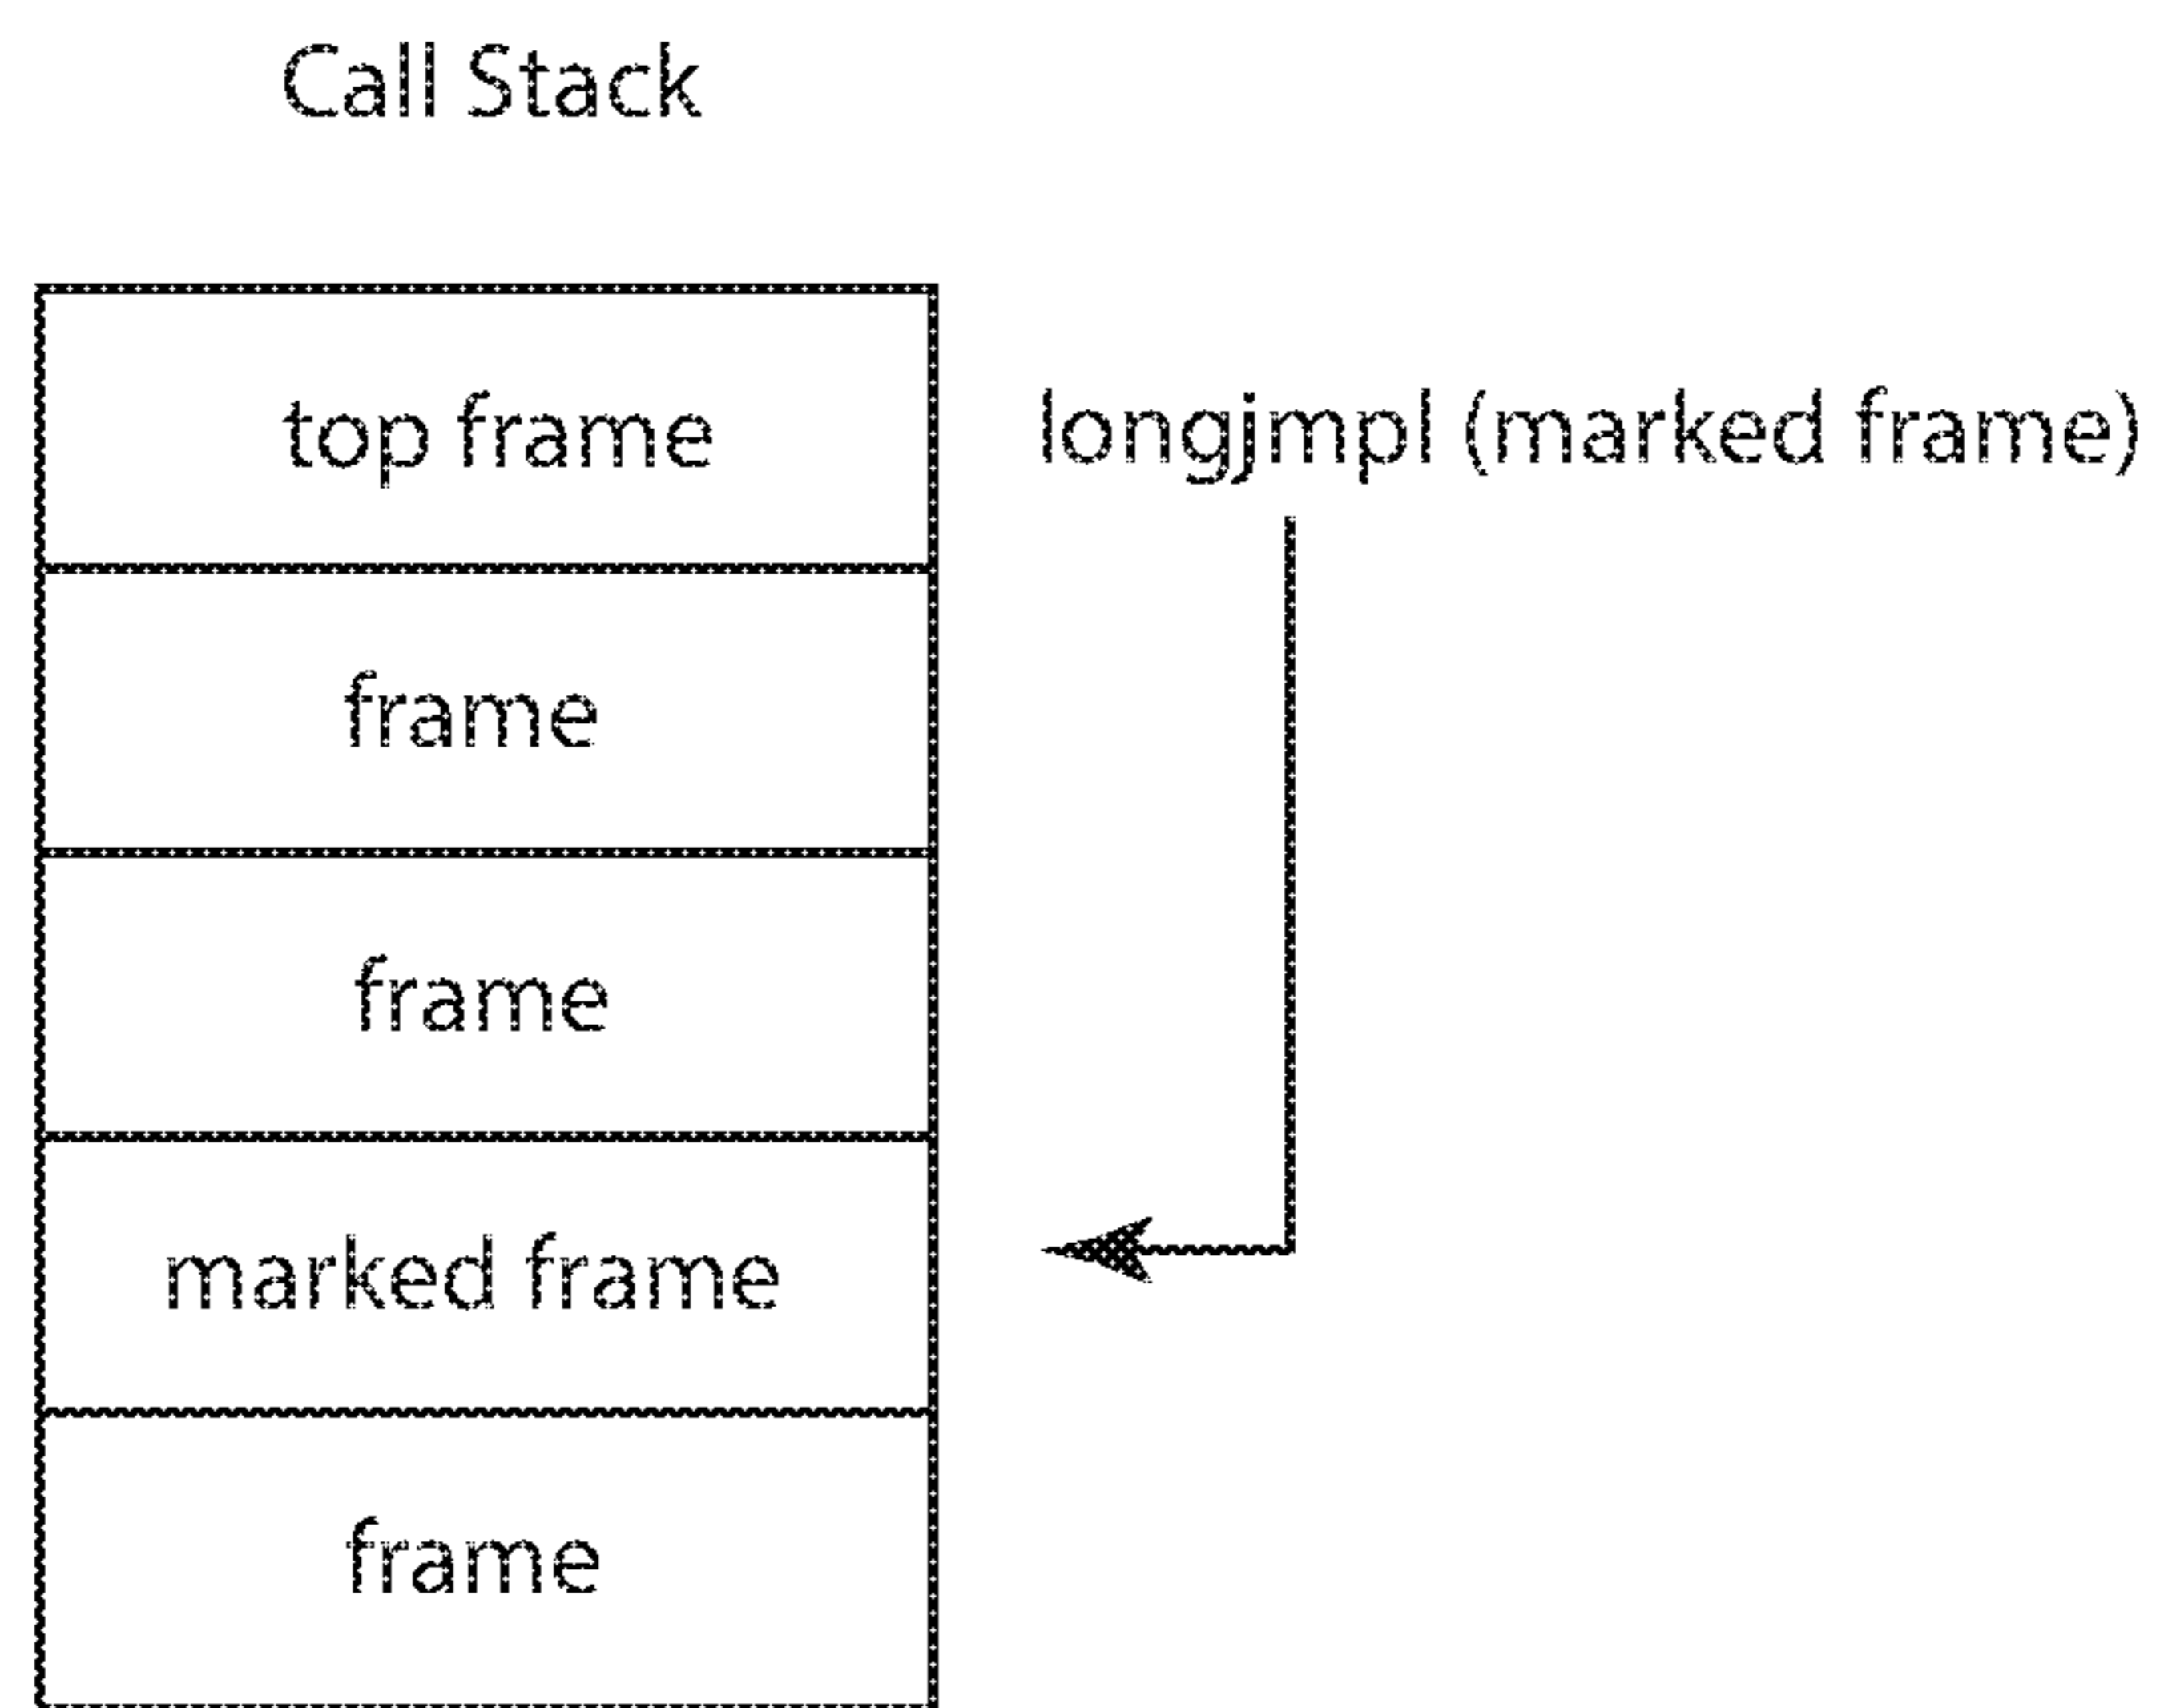 Call Stack
top frame
longjmpl (marked frame)
frame
frame
marked frame
frame